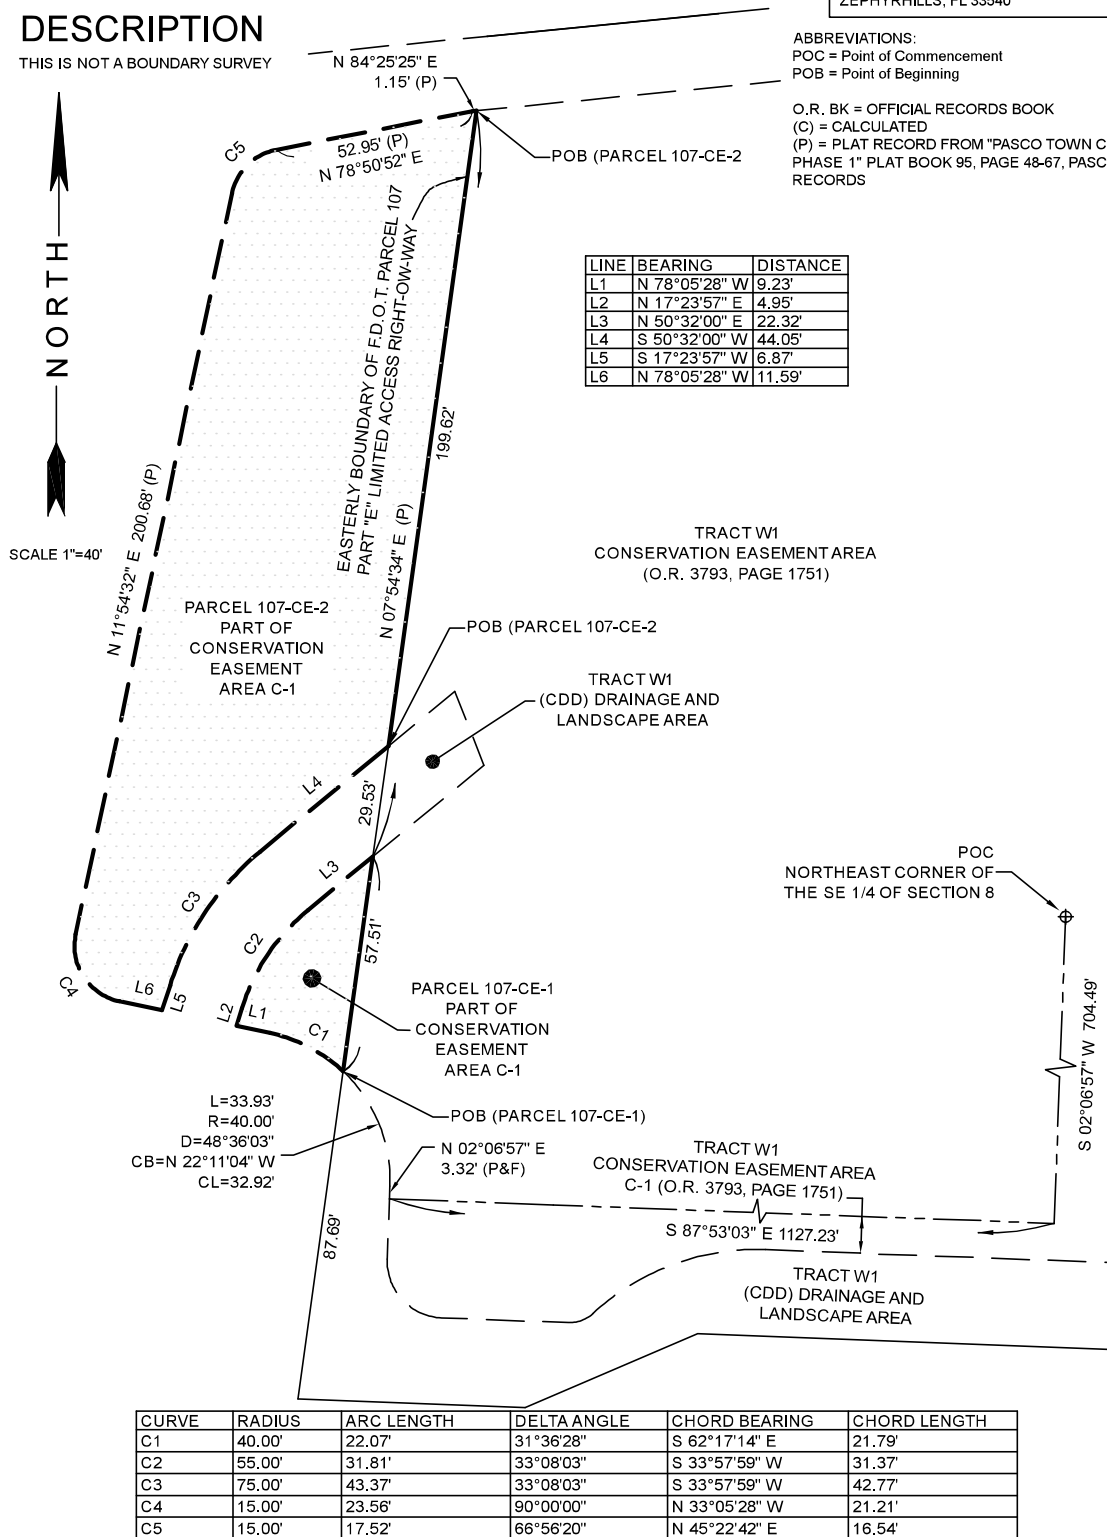 DESCRIPTION
THIS IS NOT A BOUNDARY SURVEY
ZEPHYRHILLS, FL 33540
ABBREVIATIONS:
POC = Point of Commencement
POB = Point of Beginning
O.R. BK = OFFICIAL RECORDS BOOK
(C) = CALCULATED
(P) = PLAT RECORD FROM "PASCO TOWN C
PHASE 1" PLAT BOOK 95, PAGE 48-67, PASC
RECORDS
N 84°25'25" E
1.15' (P)
C5
52.95' (P)
N 78°50'52" E
POB (PARCEL 107-CE-2
NORTH
SCALE 1"=40'
LINE BEARING DISTANCE
L1 N 78°05'28" W 9.23'
L2 N 17°23'57" E 4.95'
L3 N 50°32'00" E 22.32'
L4 S 50°32'00" W 44.05'
L5 S 17°23'57" W 6.87'
L6 N 78°05'28" W 11.59'
EASTERLY BOUNDARY OF F.D.O.T. PARCEL 107
PART "E" LIMITED ACCESS RIGHT-OW-WAY
199.62'
N 07°54'34" E (P)
N 11°54'32" E 200.68' (P)
TRACT W1
CONSERVATION EASEMENT AREA
(O.R. 3793, PAGE 1751)
PARCEL 107-CE-2
PART OF
CONSERVATION
EASEMENT
AREA C-1
POB (PARCEL 107-CE-2
TRACT W1
(CDD) DRAINAGE AND
LANDSCAPE AREA
L4
29.53'
L3
C3
C2
57.51'
C4
L6
L5
L2
L1
C1
POC
NORTHEAST CORNER OF
THE SE 1/4 OF SECTION 8
S 02°06'57" W 704.49'
PARCEL 107-CE-1
PART OF
CONSERVATION
EASEMENT
AREA C-1
POB (PARCEL 107-CE-1)
L=33.93'
R=40.00'
D=48°36'03"
CB=N 22°11'04" W
CL=32.92'
N 02°06'57" E
3.32' (P&F)
87.69'
TRACT W1
CONSERVATION EASEMENT AREA
C-1 (O.R. 3793, PAGE 1751)
S 87°53'03" E 1127.23'
TRACT W1
(CDD) DRAINAGE AND
LANDSCAPE AREA
CURVE RADIUS ARC LENGTH DELTA ANGLE CHORD BEARING CHORD LENGTH
C1 40.00' 22.07' 31°36'28" S 62°17'14" E 21.79'
C2 55.00' 31.81' 33°08'03" S 33°57'59" W 31.37'
C3 75.00' 43.37' 33°08'03" S 33°57'59" W 42.77'
C4 15.00' 23.56' 90°00'00" N 33°05'28" W 21.21'
C5 15.00' 17.52' 66°56'20" N 45°22'42" E 16.54'